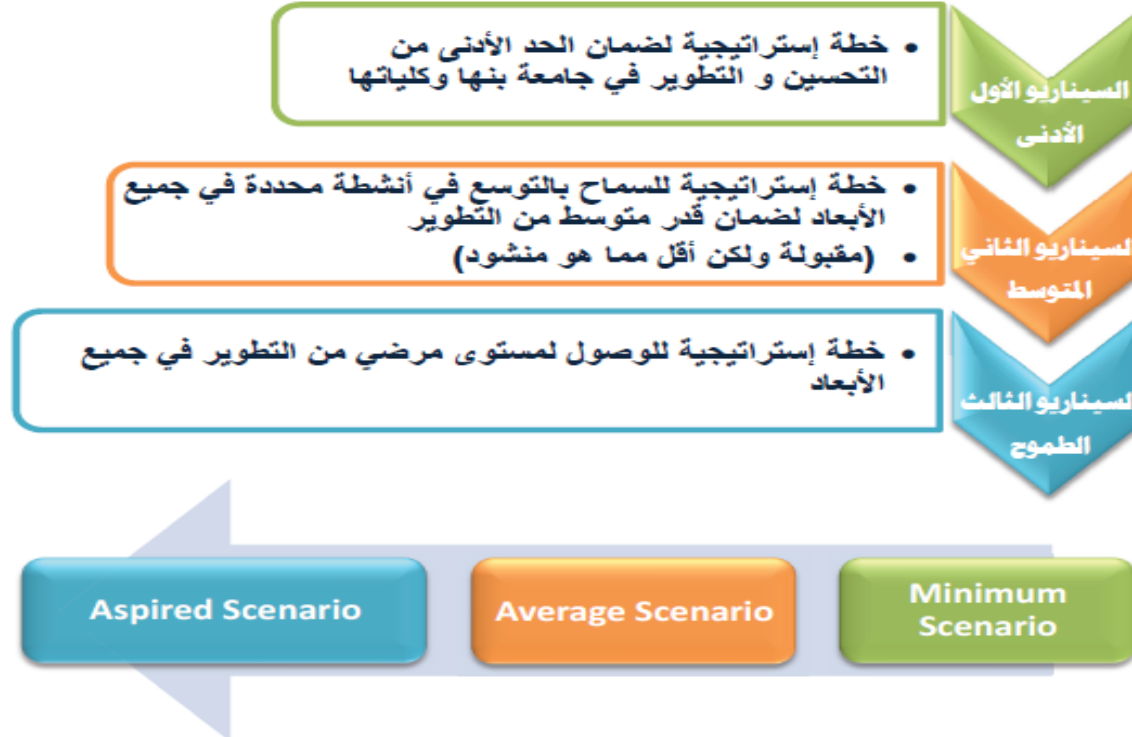 السيناريو الأول
الأدنى
• خطة إستراتيجية لضمان الحد الأدنى من
التحسين و التطوير في جامعة بنها وكلياتها
لسيناريو الثاني
المتوسط
• خطة إستراتيجية للسماح بالتوسع في أنشطة محددة في جميع
الأبعاد لضمان قدر متوسط من التطوير
• (مقبولة ولكن أقل مما هو منشود)
لسيناريو الثالث
الطموح
• خطة إستراتيجية للوصول لمستوى مرضي من التطوير في جميع
الأبعاد
Aspired Scenario
Average Scenario
Minimum
Scenario